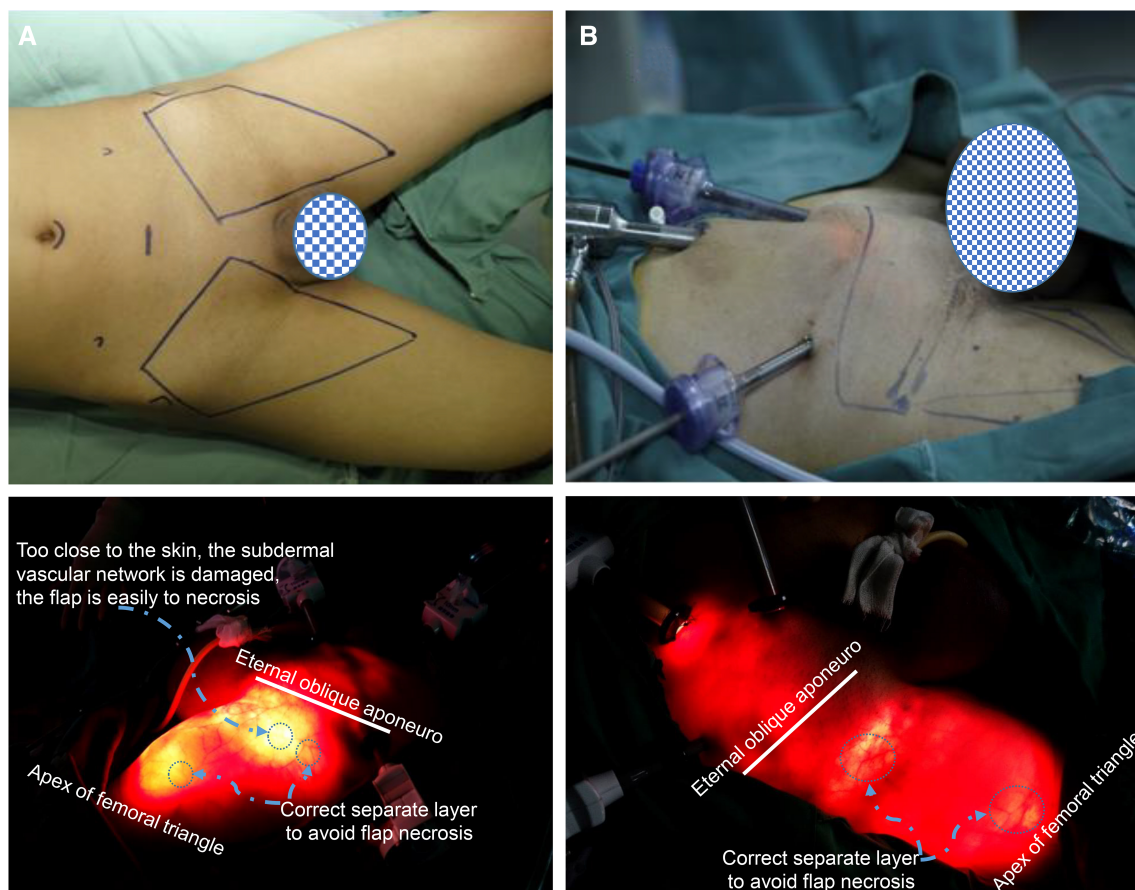 A
B
Too close to the skin, the subdermal
vascular network is damaged,
the flap is easily to necrosis
Eternal oblique aponeuro
Apex of femoral triangle
Correct separate layer
to avoid flap necrosis
Eternal oblique aponeuro
Apex of femoral triangle
Correct separate layer
to avoid flap necrosis